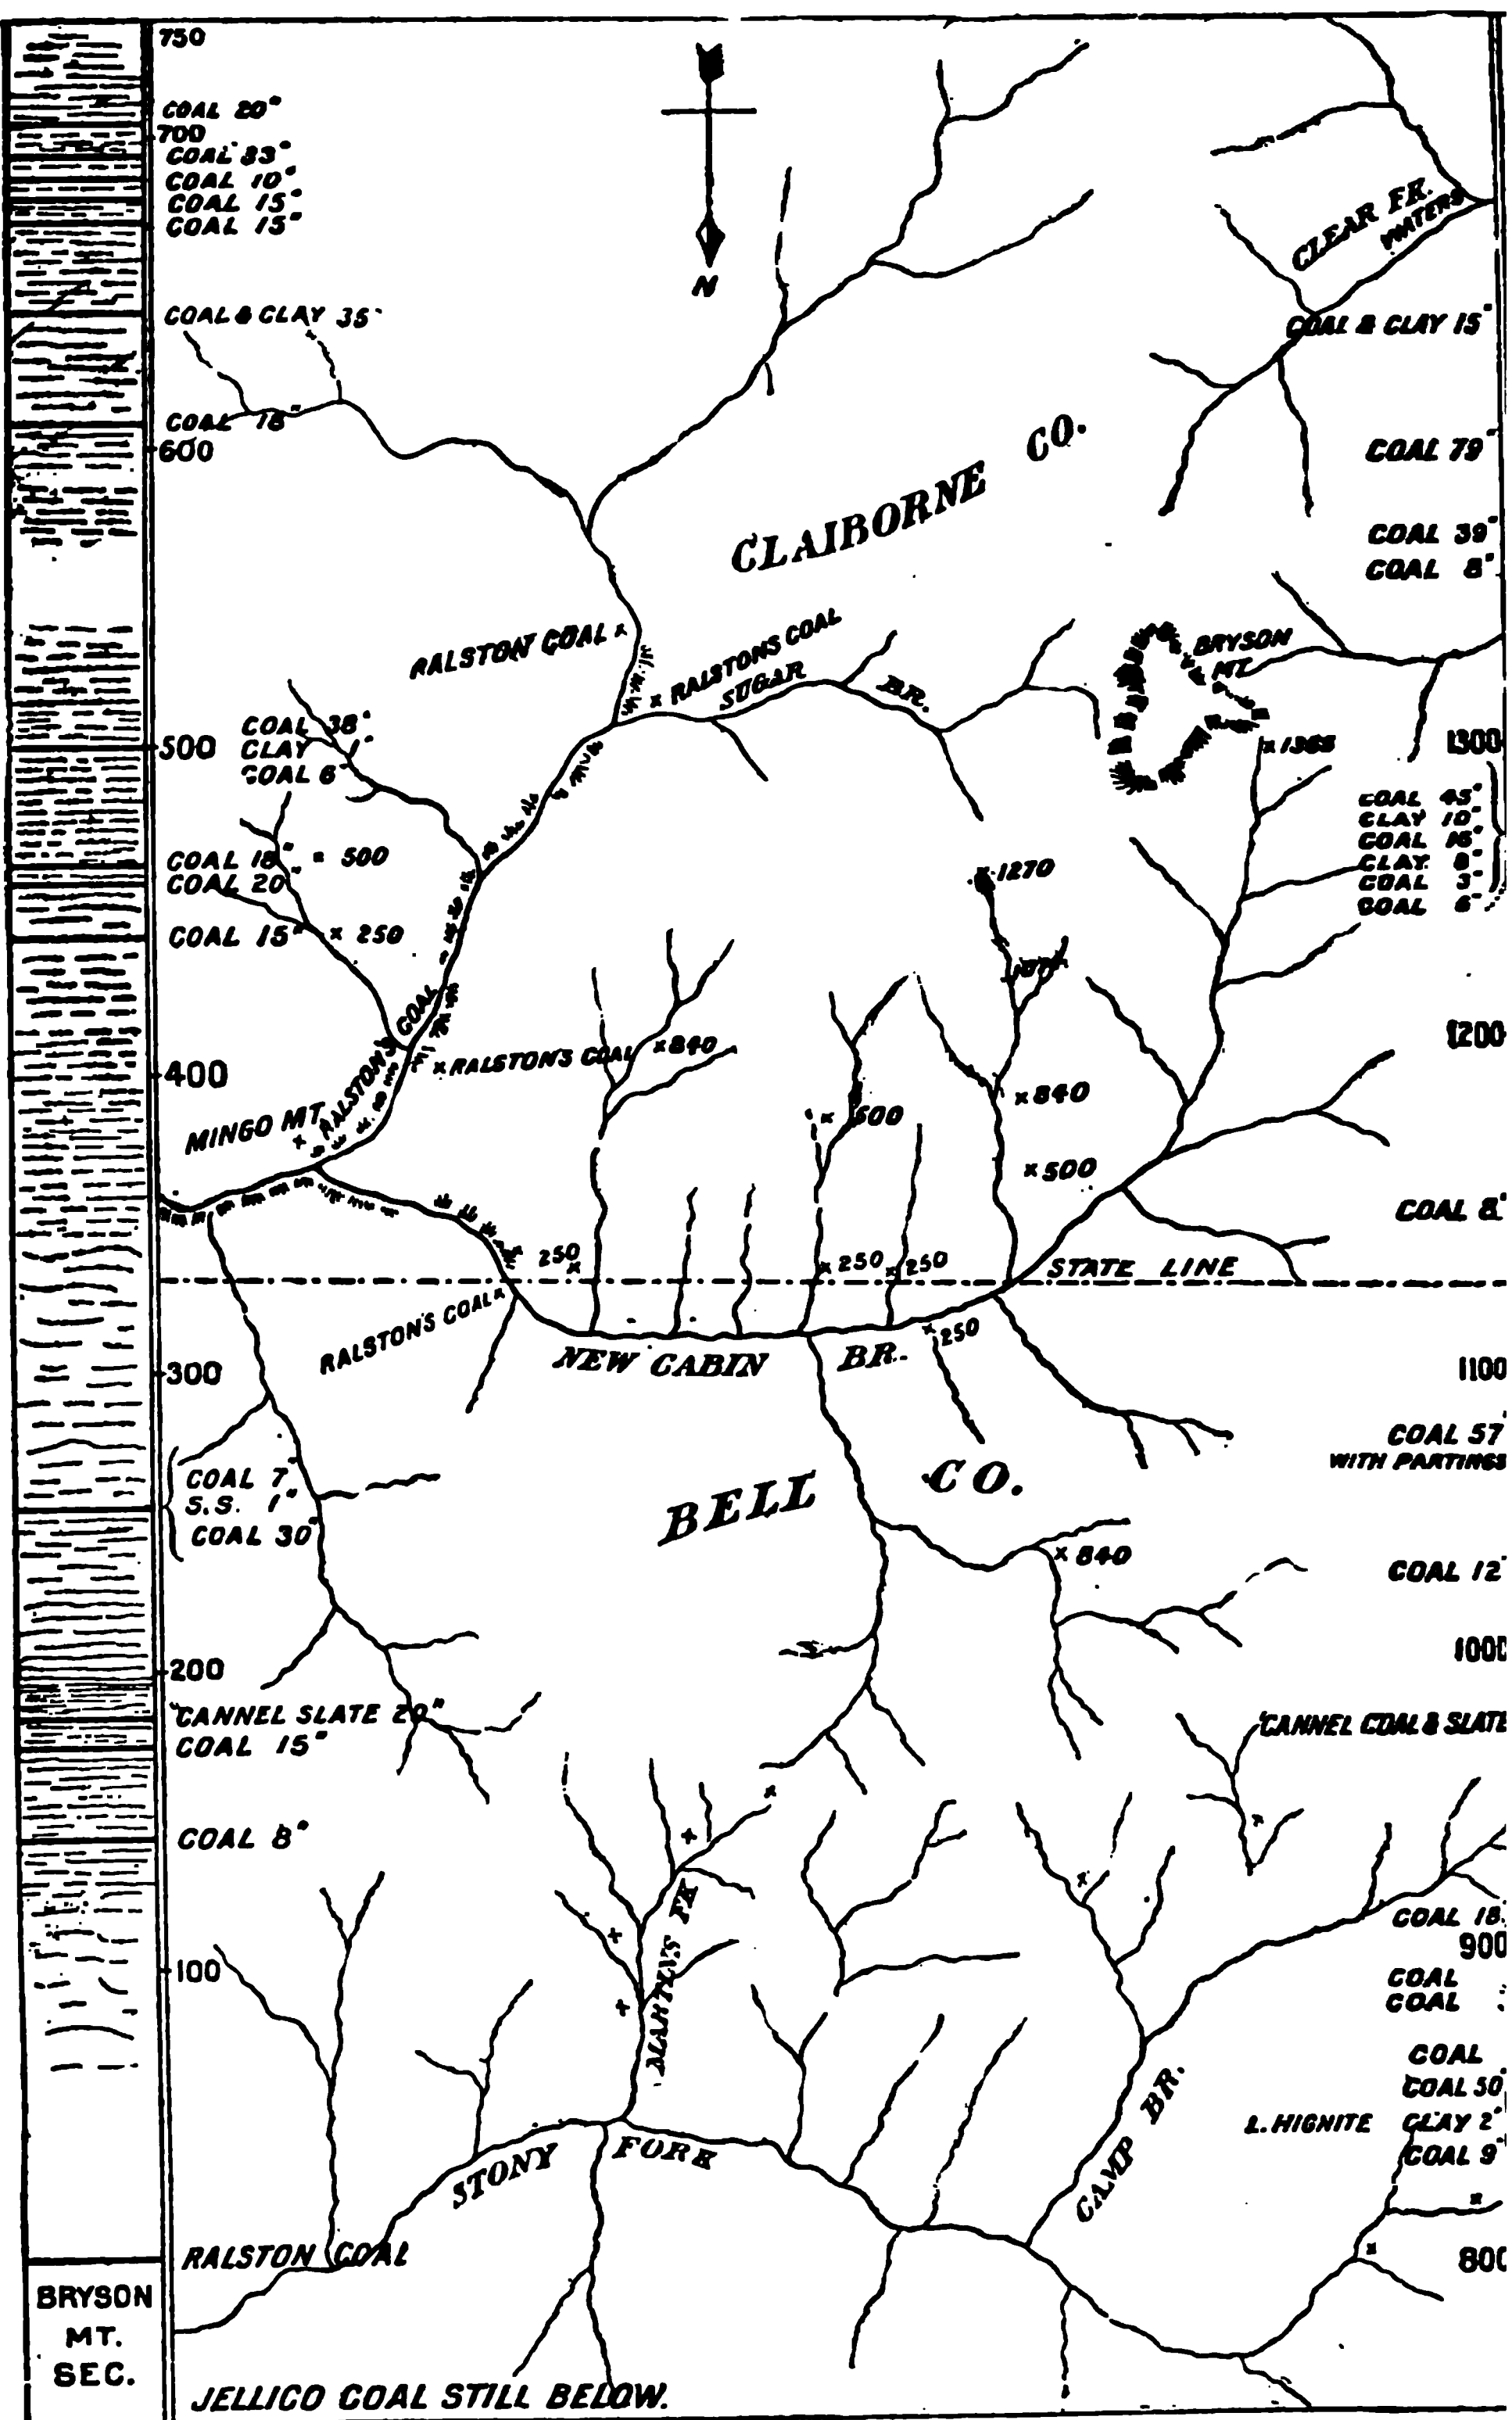 750
COAL 20"
700
COAL 33"
COAL 10"
COAL 15"
COAL 15"
N
CLEAR FK.
WATERS
COAL & CLAY 35"
COAL & CLAY 15"
COAL 18"
600
CLAIBORNE CO.
COAL 79"
COAL 39"
COAL 8"
RALSTON COAL x
x RALSTONS COAL
SUGAR BR.
BRYSON
MT.
COAL 38"
500
CLAY 1"
COAL 6"
x 1365
1300
COAL 45"
CLAY 10"
COAL 16"
CLAY 8"
COAL 3"
COAL 6"
COAL 18" x 500
COAL 20"
x 1270
COAL 15" x 250
RALSTON'S COAL
x RALSTON'S COAL x 840
1200
400
x 840
MINGO MT.
x 500
x 500
COAL 8"
250 x
x 250 x 250
STATE LINE
RALSTON'S COAL x
x 250
NEW CABIN BR.
300
1100
COAL 57
WITH PARTINGS
COAL 7"
S.S. 1"
COAL 30"
BELL CO.
x 840
COAL 12"
200
1000
CANNEL SLATE 20"
COAL 15"
CANNEL COAL & SLATE
COAL 8"
COAL 18
900
COAL
COAL
100
MARTINS FK
COAL
COAL 50
L. HIGNITE CLAY 2"
COAL 9"
STONY FORK
CAMP BR.
RALSTON COAL
800
BRYSON
MT.
SEC.
JELLICO COAL STILL BELOW.